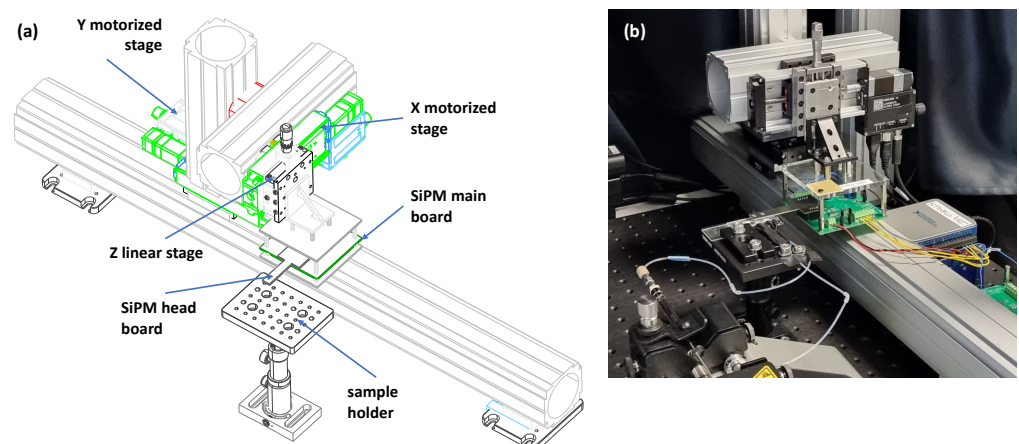 (a)
Y motorized
stage
X motorized
stage
SiPM main
board
Z linear stage
SiPM head
board
sample
holder
(b)